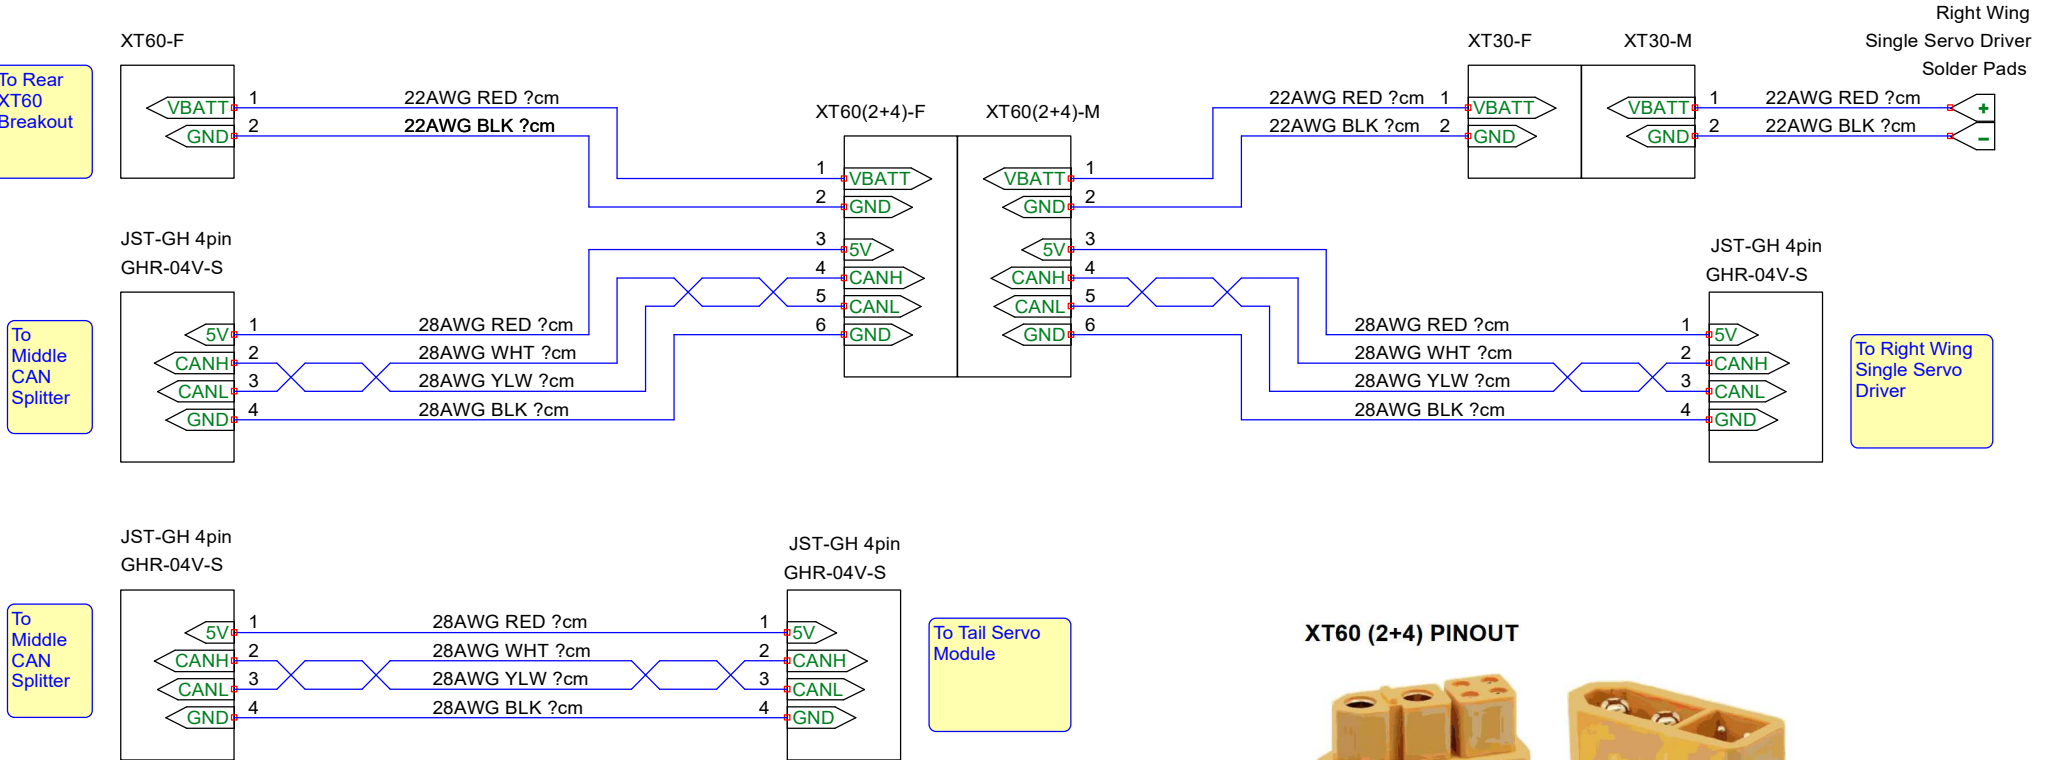 Right Wing
Single Servo Driver
Solder Pads
XT60-F
XT30-F
XT30-M
To Rear
XT60
Breakout
VBATT
GND
1
2
22AWG RED ?cm
22AWG BLK ?cm
XT60(2+4)-F
XT60(2+4)-M
1
2
3
4
5
6
VBATT
GND
5V
CANH
CANL
GND
VBATT
GND
5V
CANH
CANL
GND
1
2
3
4
5
6
22AWG RED ?cm
22AWG BLK ?cm
1
2
VBATT
GND
VBATT
GND
1
2
22AWG RED ?cm
22AWG BLK ?cm
+
−
JST-GH 4pin
GHR-04V-S
To
Middle
CAN
Splitter
5V
CANH
CANL
GND
1
2
3
4
28AWG RED ?cm
28AWG WHT ?cm
28AWG YLW ?cm
28AWG BLK ?cm
28AWG RED ?cm
28AWG WHT ?cm
28AWG YLW ?cm
28AWG BLK ?cm
JST-GH 4pin
GHR-04V-S
1
2
3
4
5V
CANH
CANL
GND
To Right Wing
Single Servo
Driver
JST-GH 4pin
GHR-04V-S
To
Middle
CAN
Splitter
5V
CANH
CANL
GND
1
2
3
4
28AWG RED ?cm
28AWG WHT ?cm
28AWG YLW ?cm
28AWG BLK ?cm
JST-GH 4pin
GHR-04V-S
1
2
3
4
5V
CANH
CANL
GND
To Tail Servo
Module
XT60 (2+4) PINOUT